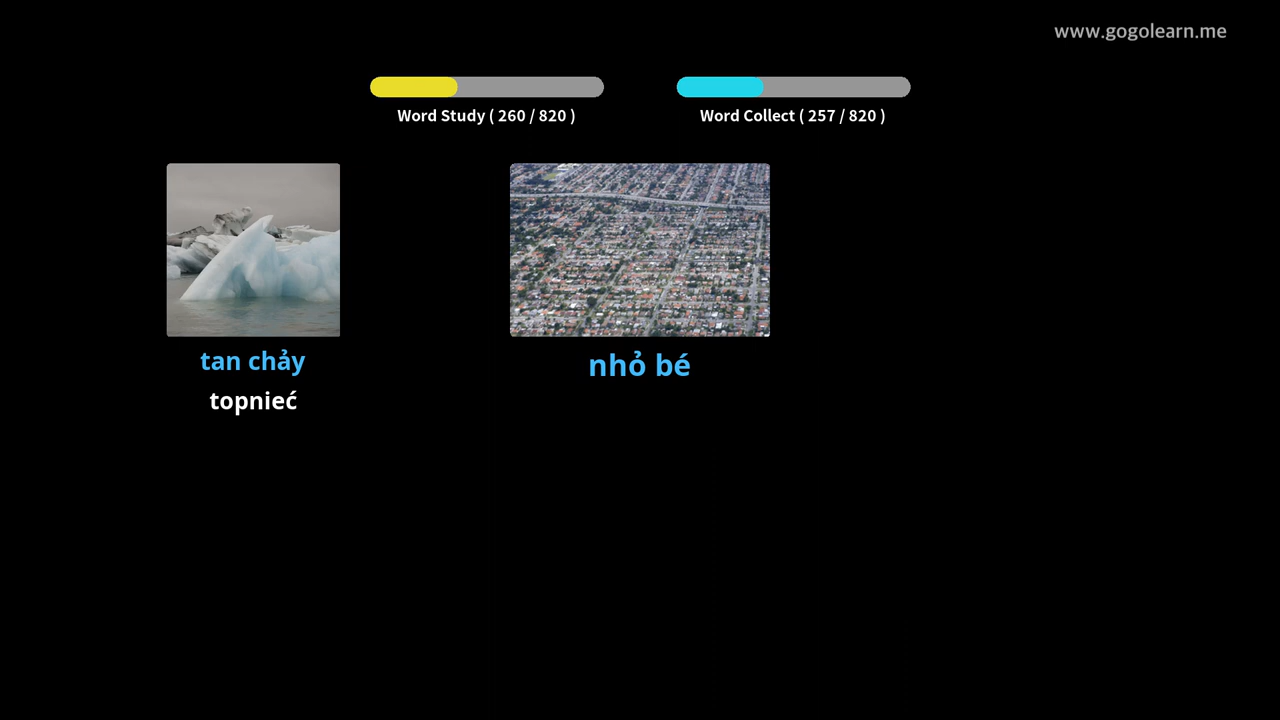 www.gogolearn.me
Word Study ( 260 / 820 )
Word Collect ( 257 / 820 )
tan chảy
topnieć
nhỏ bé